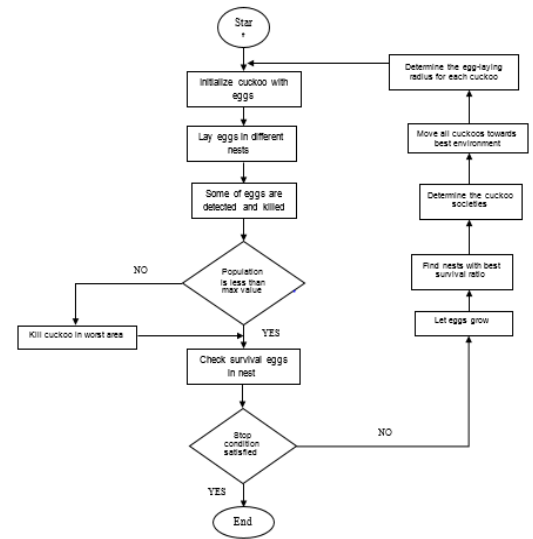 Star
t
Initialize cuckoo with
eggs
Lay eggs in different
nests
Some of eggs are
detected and killed
Population
is less than
max value
NO
Kill cuckoo in worst area
YES
Check survival eggs
in nest
Stop
condition
satisfied
NO
YES
End
Let eggs grow
Find nests with best
survival ratio
Determine the cuckoo
societies
Move all cuckoos towards
best environment
Determine the egg-laying
radius for each cuckoo